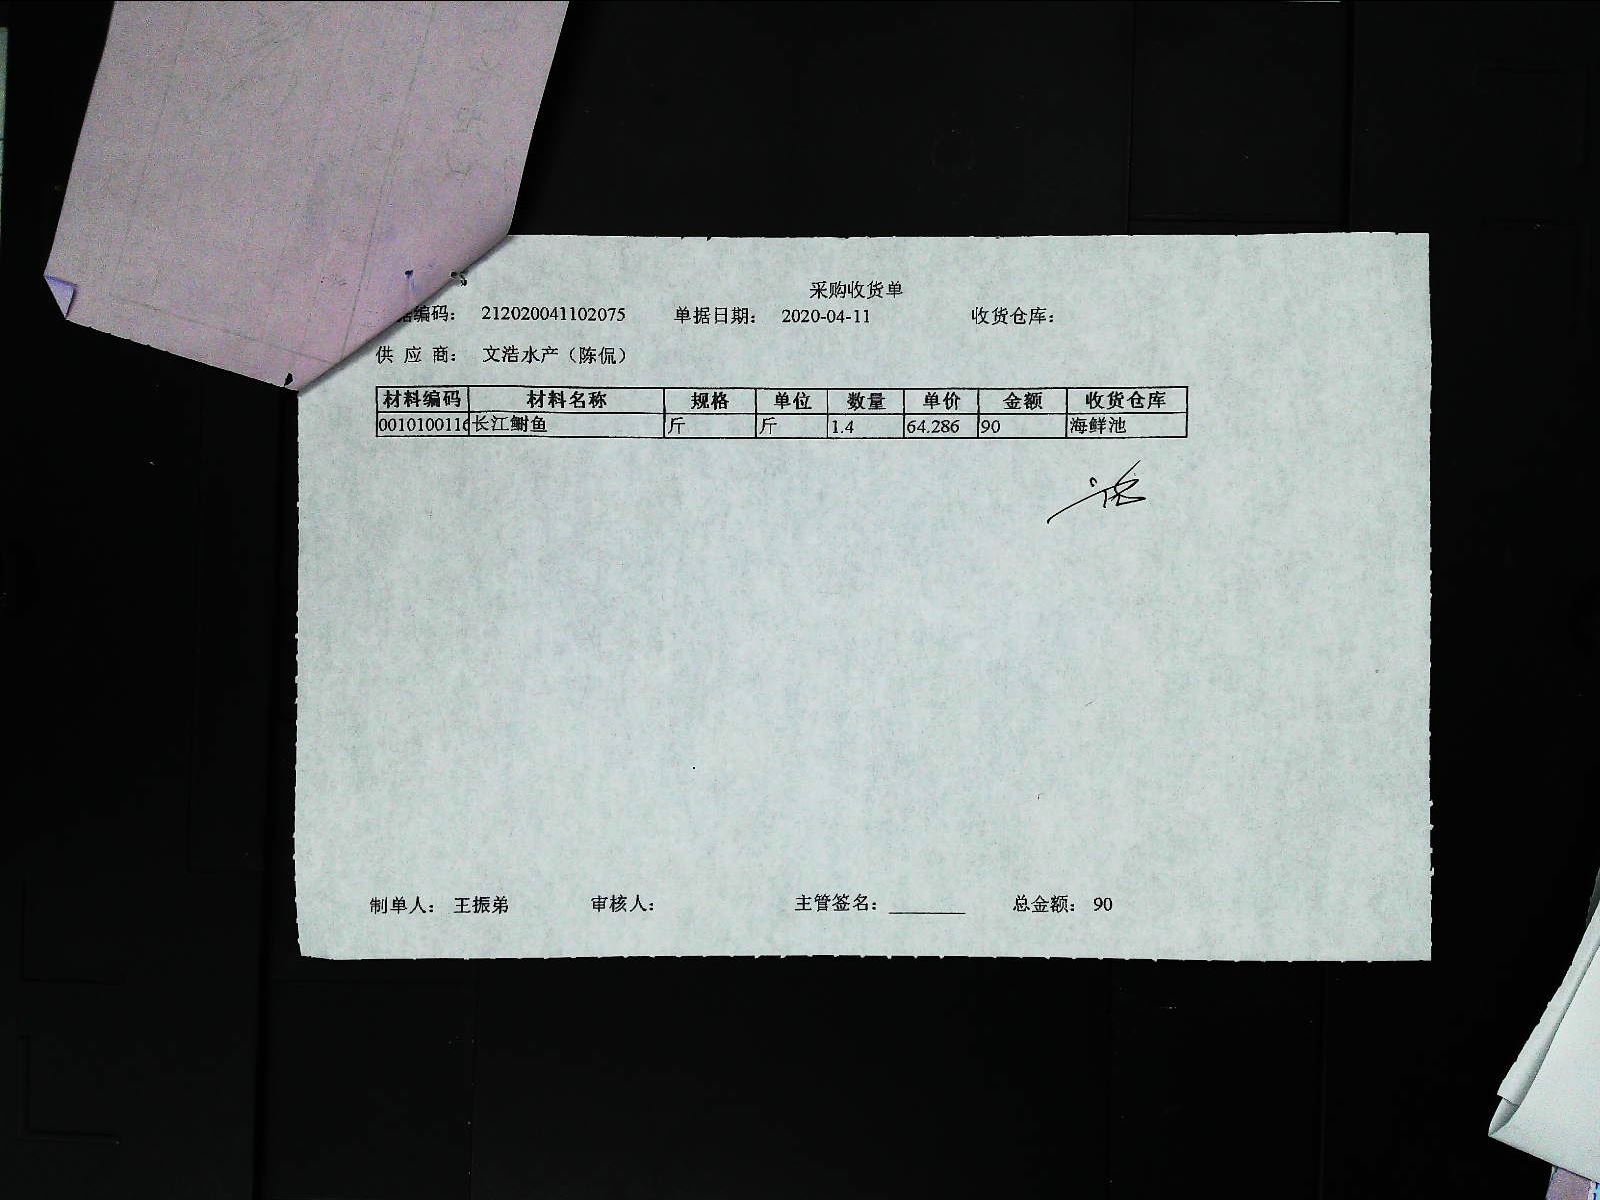 采购收货单
编码： 212020041102075 单据日期： 2020-04-11 收货仓库：
供 应 商： 文浩水产（陈侃）
材料编码 材料名称 规格 单位 数量 单价 金额 收货仓库
0010100116 长江鮰鱼 斤 斤 1.4 64.286 90 海鲜池
制单人： 王振弟 审核人： 主管签名： 总金额： 90